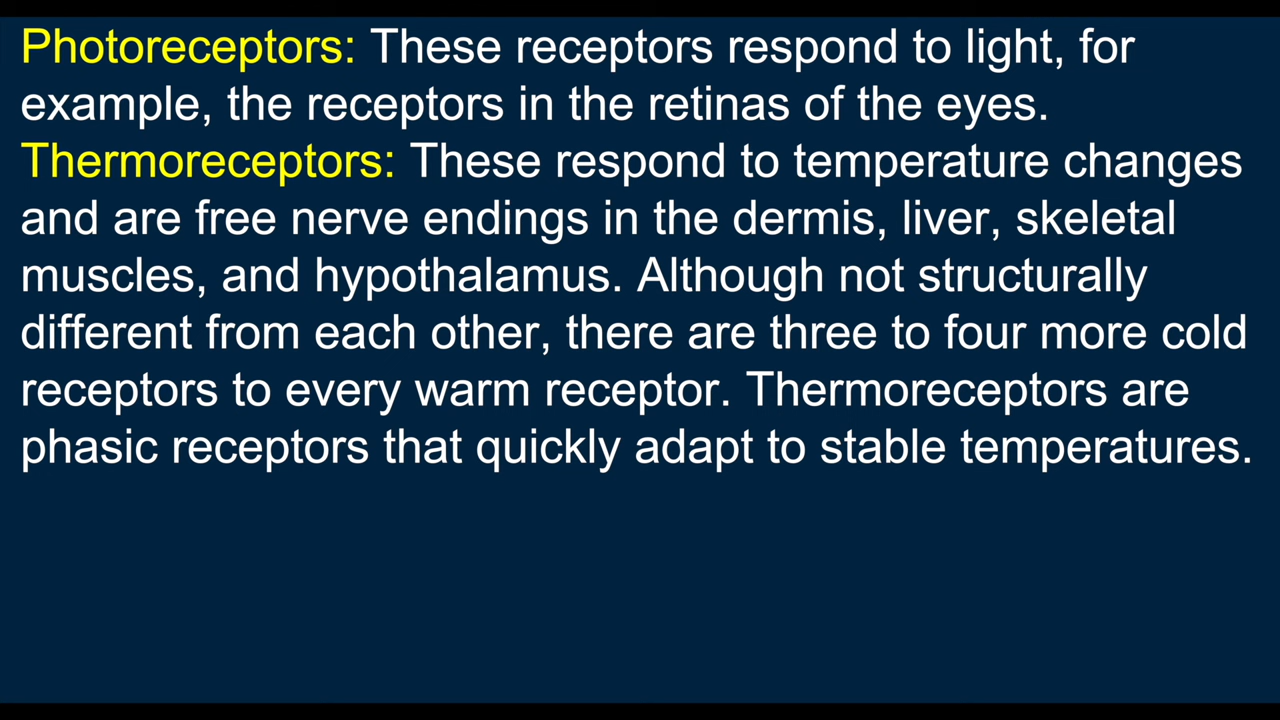 Photoreceptors: These receptors respond to light, for
example, the receptors in the retinas of the eyes.
Thermoreceptors: These respond to temperature changes
and are free nerve endings in the dermis, liver, skeletal
muscles, and hypothalamus. Although not structurally
different from each other, there are three to four more cold
receptors to every warm receptor. Thermoreceptors are
phasic receptors that quickly adapt to stable temperatures.